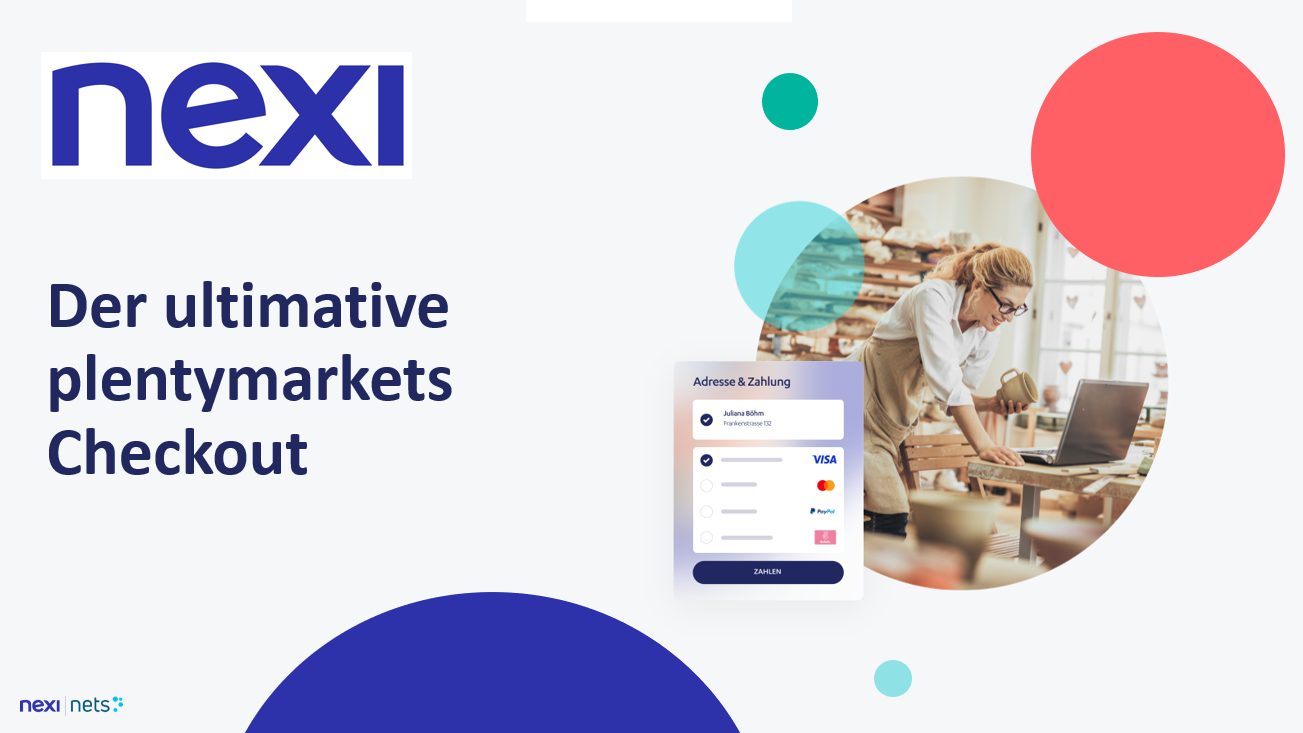 nexi
Der ultimative
plentymarkets
Checkout
Adresse & Zahlung
Juliana Böhm
Frankenstrasse 132
VISA
PayPal
ZAHLEN
nexi nets